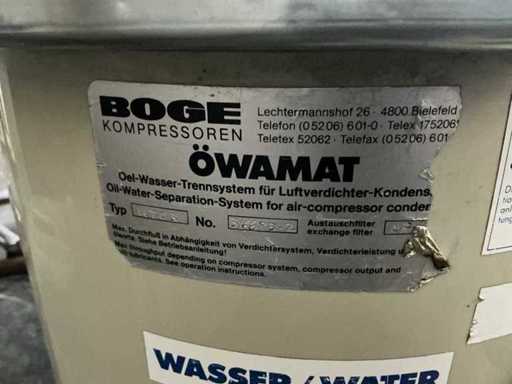 BOGE
KOMPRESSOREN
Lechtermannshof 26 · 4800 Bielefeld
Telefon (05206) 601-0 · Telex 175206
Teletex 52062 · Telefax (05206) 601
ÖWAMAT
Oel-Wasser-Trennsystem für Luftverdichter-Kondens
Oil-Water-Separation-System for air-compressor conden
Typ No. Austauschfilter
exchange filter
Max. Durchfluß in Abhängigkeit von Verdichtersystem, Verdichterleistung
Siehe Betriebsanleitung!
Max throughput depending on compressor system, compressor output and
lubricants. See operation instructions.
WASSER / WATER